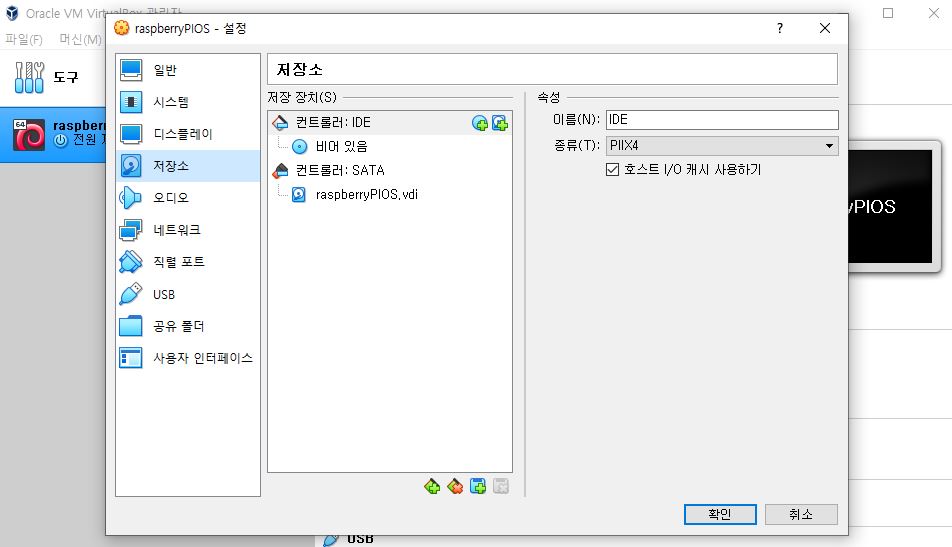 Oracle VM VirtualBox 관리자
raspberryPIOS - 설정
?
파일(F) 머신(M)
도구
64
일반
저장소
시스템
저장 장치(S)
속성
컨트롤러: IDE
이름(N): IDE
raspberr
전원
디스플레이
비어 있음
종류(T): PIIX4
저장소
컨트롤러: SATA
호스트 I/O 캐시 사용하기
오디오
raspberryPIOS.vdi
yPIOS
네트워크
직렬 포트
USB
공유 폴더
사용자 인터페이스
확인
취소
USB